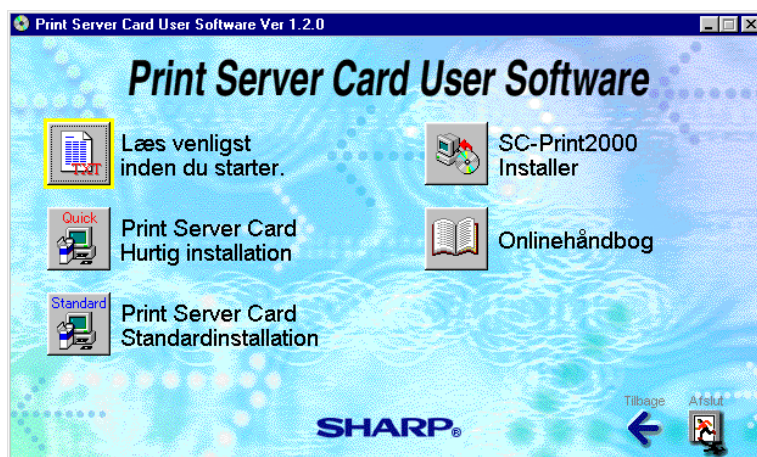 Print Server Card User Software Ver 1.2.0
Print Server Card User Software
TXT
Læs venligst
inden du starter.
SC-Print2000
Installer
Quick
Print Server Card
Hurtig installation
Onlinehåndbog
Standard
Print Server Card
Standardinstallation
SHARP®
Tilbage
Afslut